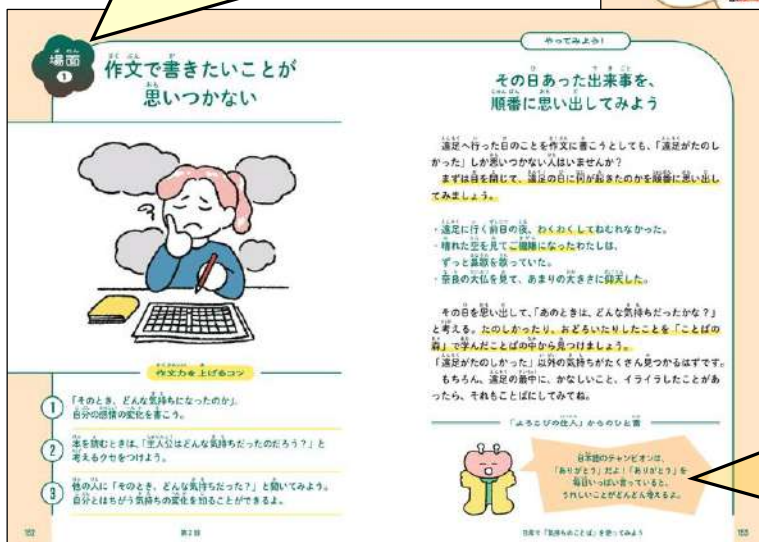 場面
1
作文で書きたいことが
思いつかない
作文力を上げるコツ
1 「そのとき、どんな気持ちになったのか」
自分の感情の変化を書こう。
2 本を読むときは、「主人公はどんな気持ちだったのだろう?」と
考えるクセをつけよう。
3 他の人に「そのとき、どんな気持ちだった?」と聞いてみよう。
自分とはちがう気持ちの変化を知ることができるよ。
152
第2部
やってみよう!
その日あった出来事を、
順番に思い出してみよう
遠足へ行った日のことを作文に書こうとしても、「遠足がたのし
かった」しか思いつかない人はいませんか?
まずは目を閉じて、遠足の日に何が起きたのかを順番に思い出し
てみましょう。
・遠足に行く前日の夜、わくわくしてねむれなかった。
・晴れた空を見てご機嫌になったわたしは、
ずっと鼻歌を歌っていた。
・奈良の大仏を見て、あまりの大きさに仰天した。
その日を思い出して、「あのときは、どんな気持ちだったかな?」
と考える。たのしかったり、おどろいたりしたことを「ことばの
森」で学んだことばの中から見つけましょう。
「遠足がたのしかった」以外の気持ちがたくさん見つかるはずです。
もちろん、遠足の最中に、かなしいこと、イライラしたことがあ
ったら、それもことばにしてみてね。
「よろこびの仕人」からのひと言
日本語のチャンピオンは、
「ありがとう」だよ!「ありがとう」を
毎日いっぱい言っていると、
うれしいことがどんどん増えるよ。
日常で「気持ちのことば」を使ってみよう
153